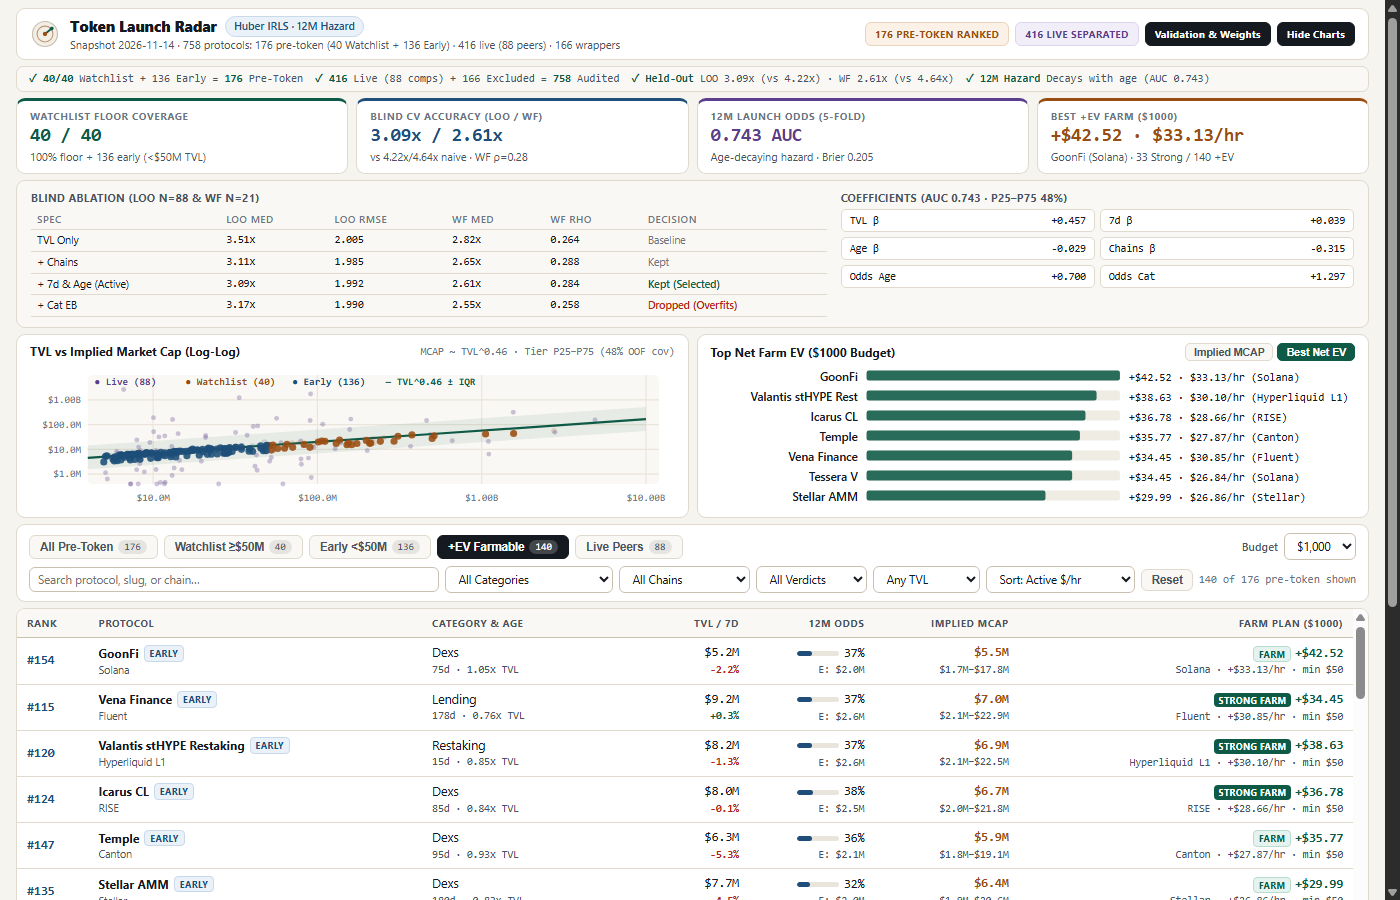 Token Launch Radar Huber IRLS · 12M Hazard
Snapshot 2026-11-14 · 758 protocols: 176 pre-token (40 Watchlist + 136 Early) · 416 live (88 peers) · 166 wrappers
176 PRE-TOKEN RANKED 416 LIVE SEPARATED Validation & Weights Hide Charts
✓ 40/40 Watchlist + 136 Early = 176 Pre-Token ✓ 416 Live (88 comps) + 166 Excluded = 758 Audited ✓ Held-Out LOO 3.09x (vs 4.22x) · WF 2.61x (vs 4.64x) ✓ 12M Hazard Decays with age (AUC 0.743)
WATCHLIST FLOOR COVERAGE
40 / 40
100% floor + 136 early (<$50M TVL)
BLIND CV ACCURACY (LOO / WF)
3.09x / 2.61x
vs 4.22x/4.64x naive · WF ρ=0.28
12M LAUNCH ODDS (5-FOLD)
0.743 AUC
Age-decaying hazard · Brier 0.205
BEST +EV FARM ($1000)
+$42.52 · $33.13/hr
GoonFi (Solana) · 33 Strong / 140 +EV
BLIND ABLATION (LOO N=88 & WF N=21)
SPEC LOO MED LOO RMSE WF MED WF RHO DECISION
TVL Only 3.51x 2.005 2.82x 0.264 Baseline
+ Chains 3.11x 1.985 2.65x 0.288 Kept
+ 7d & Age (Active) 3.09x 1.992 2.61x 0.284 Kept (Selected)
+ Cat EB 3.17x 1.990 2.55x 0.258 Dropped (Overfits)
COEFFICIENTS (AUC 0.743 · P25–P75 48%)
TVL β +0.457 7d β +0.039
Age β -0.029 Chains β -0.315
Odds Age +0.700 Odds Cat +1.297
TVL vs Implied Market Cap (Log-Log) MCAP ~ TVL^0.46 · Tier P25–P75 (48% OOF cov)
● Live (88) ● Watchlist (40) ● Early (136) — TVL^0.46 ± IQR
$1.00B
$100.0M
$10.0M
$1.0M
$10.0M $100.0M $1.00B $10.00B
Top Net Farm EV ($1000 Budget) Implied MCAP Best Net EV
GoonFi +$42.52 · $33.13/hr (Solana)
Valantis stHYPE Rest +$38.63 · $30.10/hr (Hyperliquid L1)
Icarus CL +$36.78 · $28.66/hr (RISE)
Temple +$35.77 · $27.87/hr (Canton)
Vena Finance +$34.45 · $30.85/hr (Fluent)
Tessera V +$34.45 · $26.84/hr (Solana)
Stellar AMM +$29.99 · $26.86/hr (Stellar)
All Pre-Token 176 Watchlist ≥$50M 40 Early <$50M 136 +EV Farmable 140 Live Peers 88 Budget $1,000
Search protocol, slug, or chain... All Categories All Chains All Verdicts Any TVL Sort: Active $/hr Reset 140 of 176 pre-token shown
RANK PROTOCOL CATEGORY & AGE TVL / 7D 12M ODDS IMPLIED MCAP FARM PLAN ($1000)
#154 GoonFi EARLY Dexs $5.2M 37% $5.5M FARM +$42.52
Solana 75d · 1.05x TVL -2.2% E: $2.0M $1.7M–$17.8M Solana · +$33.13/hr · min $50
#115 Vena Finance EARLY Lending $9.2M 37% $7.0M STRONG FARM +$34.45
Fluent 178d · 0.76x TVL +0.3% E: $2.6M $2.1M–$22.9M Fluent · +$30.85/hr · min $50
#120 Valantis stHYPE Restaking EARLY Restaking $8.2M 37% $6.9M STRONG FARM +$38.63
Hyperliquid L1 15d · 0.85x TVL -1.3% E: $2.6M $2.1M–$22.5M Hyperliquid L1 · +$30.10/hr · min $50
#124 Icarus CL EARLY Dexs $8.0M 38% $6.7M STRONG FARM +$36.78
RISE 85d · 0.84x TVL -0.1% E: $2.5M $2.0M–$21.8M RISE · +$28.66/hr · min $50
#147 Temple EARLY Dexs $6.3M 36% $5.9M FARM +$35.77
Canton 95d · 0.93x TVL -5.3% E: $2.1M $1.8M–$19.1M Canton · +$27.87/hr · min $50
#135 Stellar AMM EARLY Dexs $7.7M 32% $6.4M FARM +$29.99